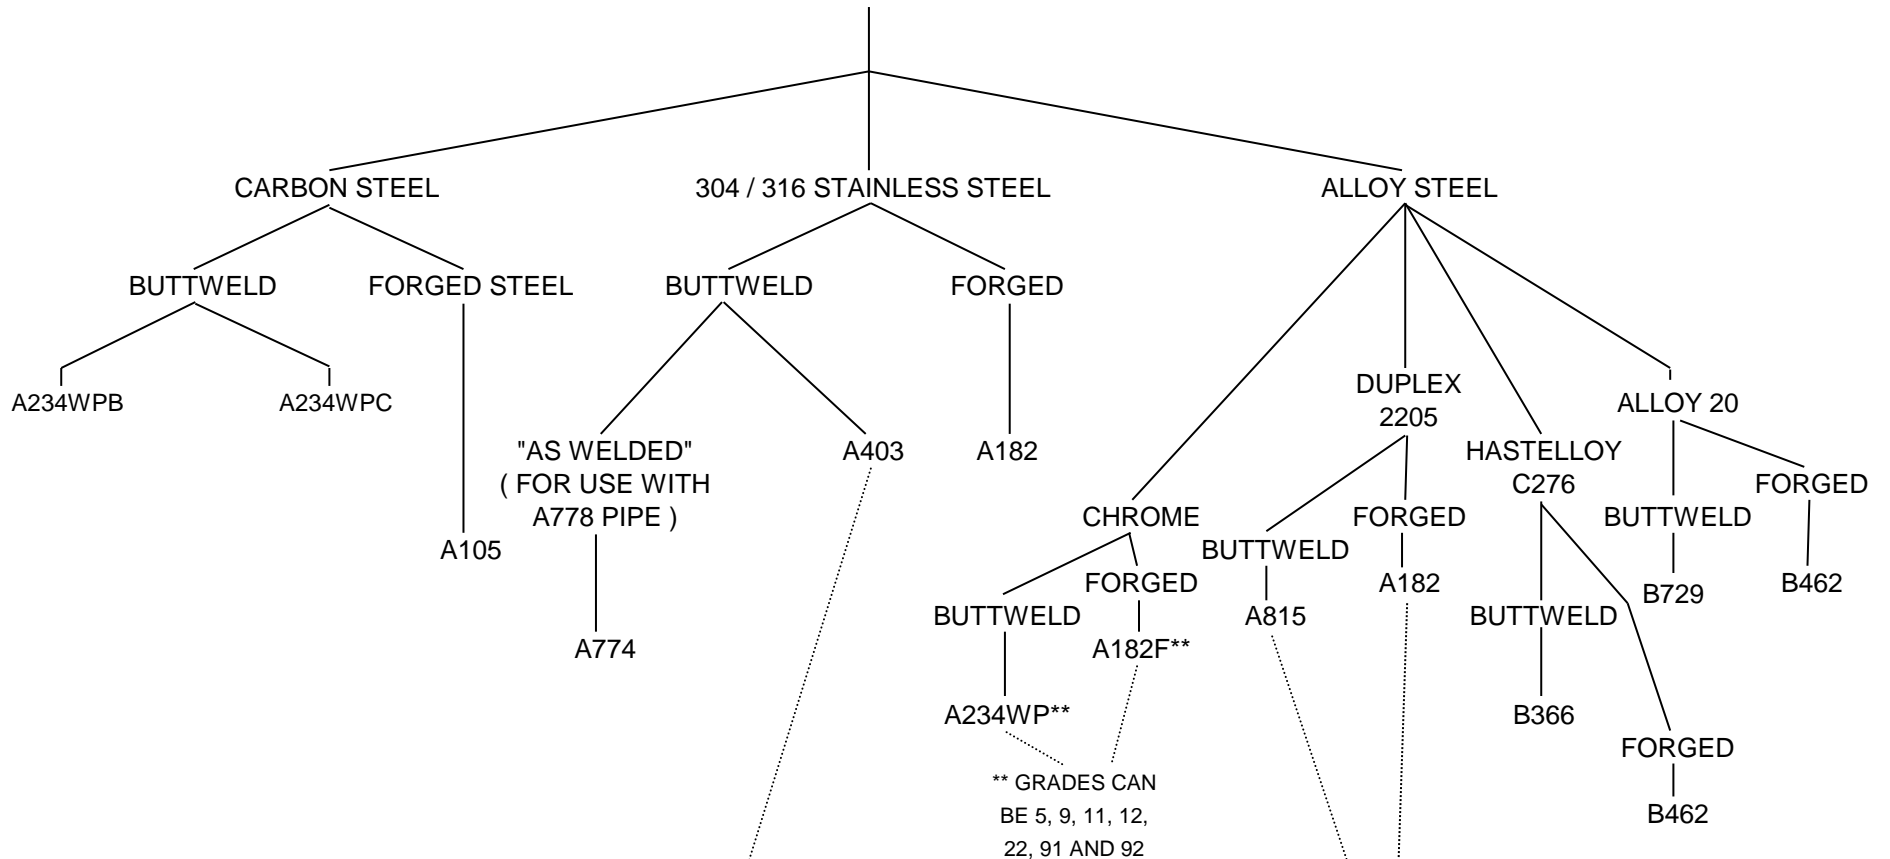 CARBON STEEL
304 / 316 STAINLESS STEEL
ALLOY STEEL
BUTTWELD
FORGED STEEL
BUTTWELD
FORGED
A234WPB
A234WPC
DUPLEX
2205
ALLOY 20
"AS WELDED"
( FOR USE WITH
A778 PIPE )
A403
A182
HASTELLOY
C276
FORGED
CHROME
FORGED
BUTTWELD
A105
BUTTWELD
FORGED
A182
B729
B462
BUTTWELD
A815
BUTTWELD
A774
A182F**
A234WP**
B366
FORGED
** GRADES CAN
BE 5, 9, 11, 12,
22, 91 AND 92
B462